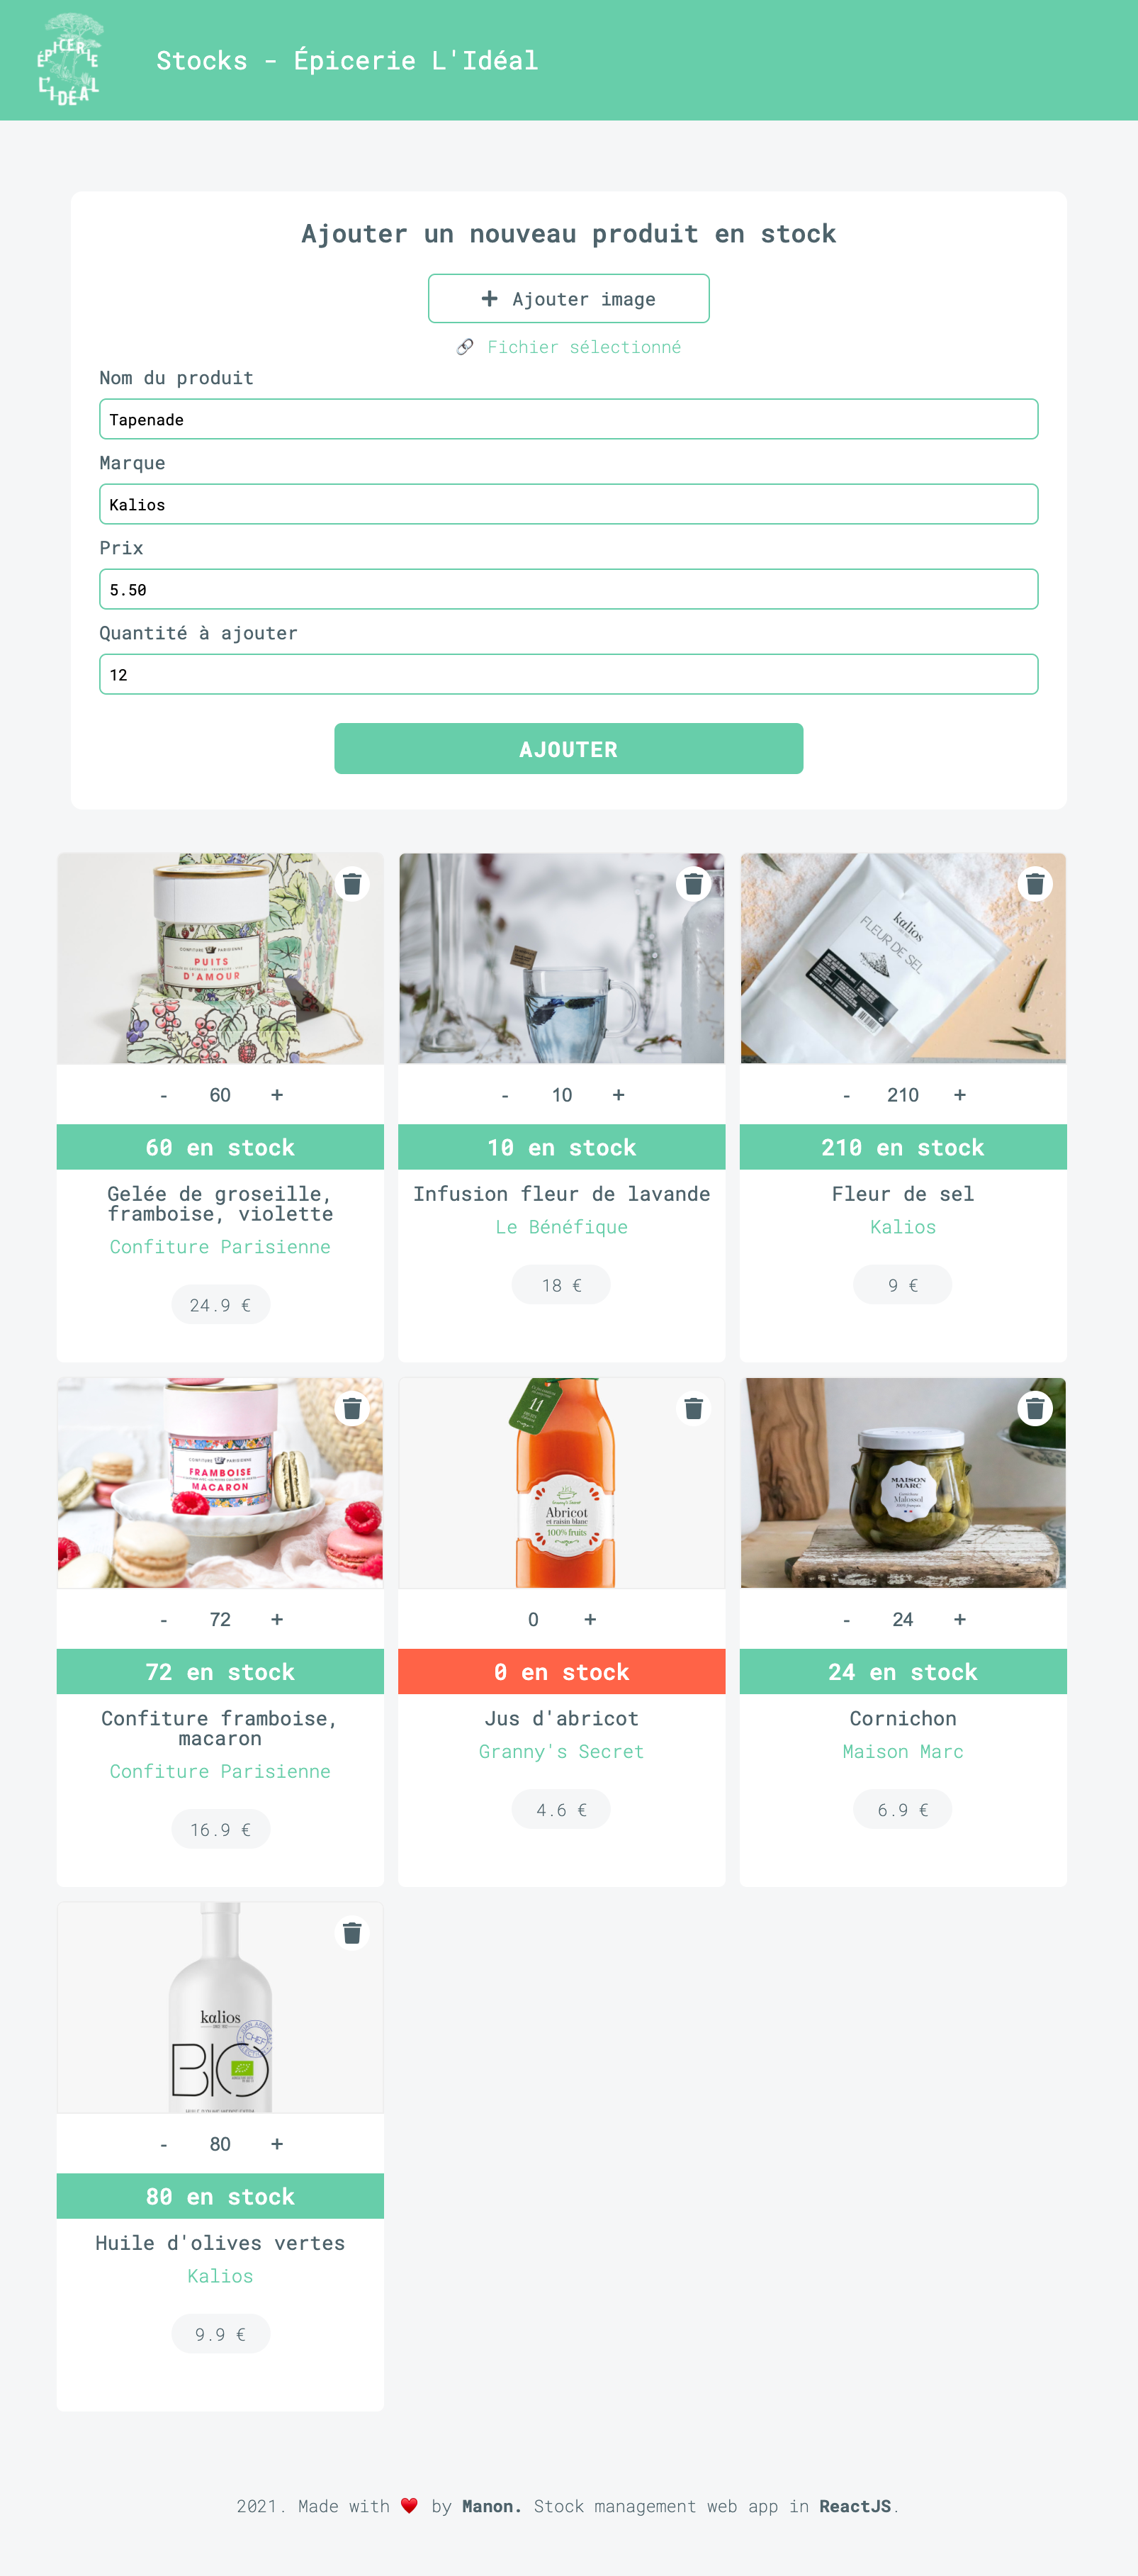 ÉPICERIE
L'IDÉAL
Stocks - Épicerie L'Idéal
Ajouter un nouveau produit en stock
+ Ajouter image
Fichier sélectionné
Nom du produit
Tapenade
Marque
Kalios
Prix
5.50
Quantité à ajouter
12
AJOUTER
CONFITURE PARISIENNE
PUITS
D'AMOUR
kalios
FLEUR DE SEL
- 60 +
- 10 +
- 210 +
60 en stock
10 en stock
210 en stock
Gelée de groseille,
framboise, violette
Confiture Parisienne
24.9 €
Infusion fleur de lavande
Le Bénéfique
18 €
Fleur de sel
Kalios
9 €
CONFITURE PARISIENNE
FRAMBOISE
MACARON
11
Granny's Secret
Abricot
et raisin blanc
100% fruits
MAISON
MARC
Malossol
- 72 +
0 +
- 24 +
72 en stock
0 en stock
24 en stock
Confiture framboise,
macaron
Confiture Parisienne
16.9 €
Jus d'abricot
Granny's Secret
4.6 €
Cornichon
Maison Marc
6.9 €
kalios
CHEF
BIO
- 80 +
80 en stock
Huile d'olives vertes
Kalios
9.9 €
2021. Made with ❤️ by Manon. Stock management web app in ReactJS.